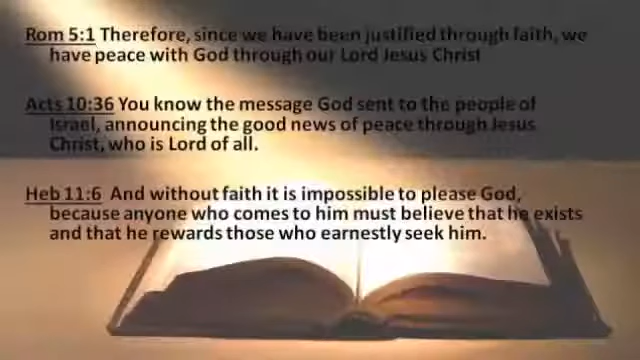 Rom 5:1 Therefore, since we have been justified through faith, we
have peace with God through our Lord Jesus Christ
Acts 10:36 You know the message God sent to the people of
Israel, announcing the good news of peace through Jesus
Christ, who is Lord of all.
Heb 11:6 And without faith it is impossible to please God,
because anyone who comes to him must believe that he exists
and that he rewards those who earnestly seek him.